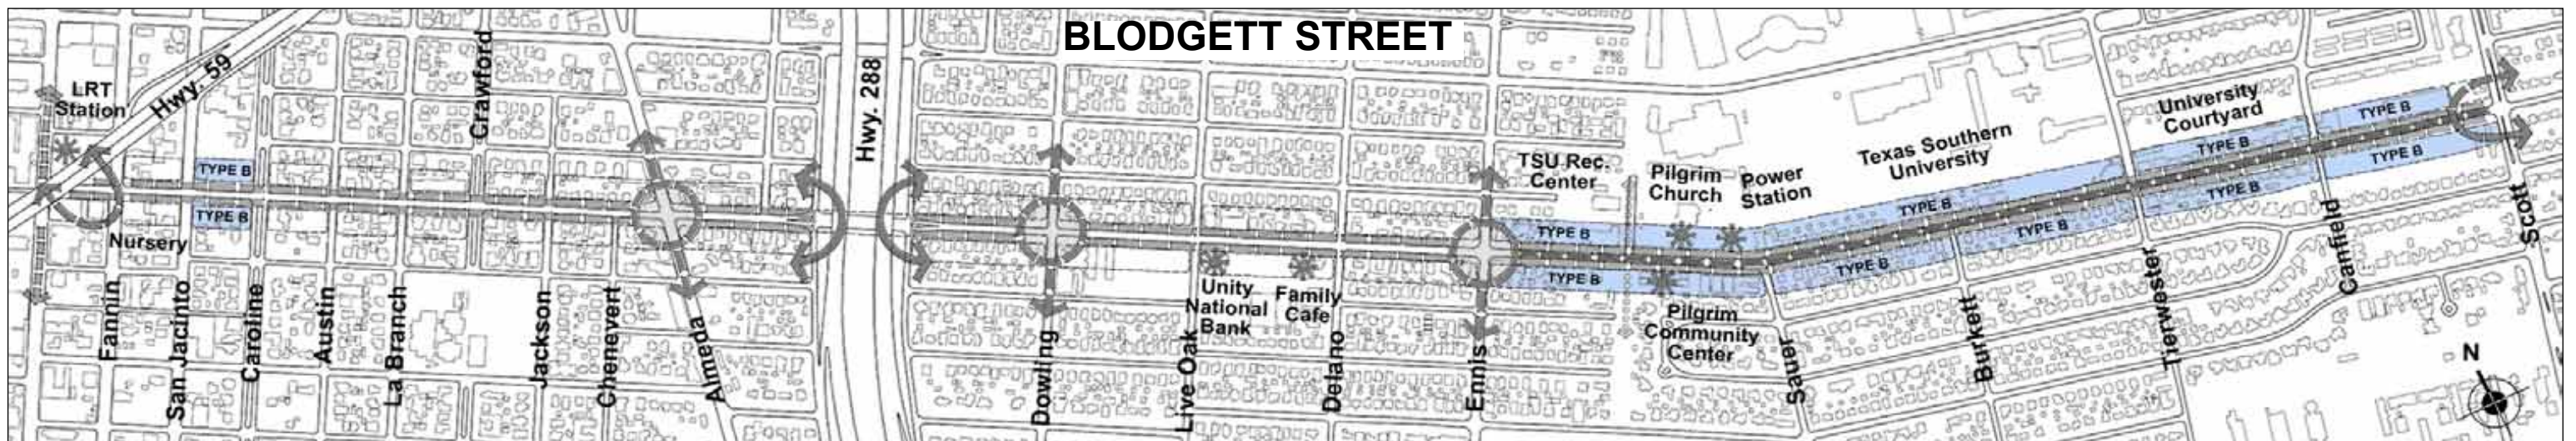 BLODGETT STREET
LRT
Station
Hwy. 59
Crawford
Hwy. 288
TYPE B
TYPE B
Nursery
Fannin
San Jacinto
Caroline
Austin
La Branch
Jackson
Chenevert
Almeda
Dowling
Live Oak
Unity
National
Bank
Family
Cafe
Delano
Ennis
TSU Rec.
Center
Pilgrim
Church
Power
Station
Texas Southern
University
University
Courtyard
TYPE B
TYPE B
TYPE B
TYPE B
TYPE B
TYPE B
TYPE B
TYPE B
TYPE B
TYPE B
Pilgrim
Community
Center
Sauer
Burkett
Tierwester
Canfield
Scott
N